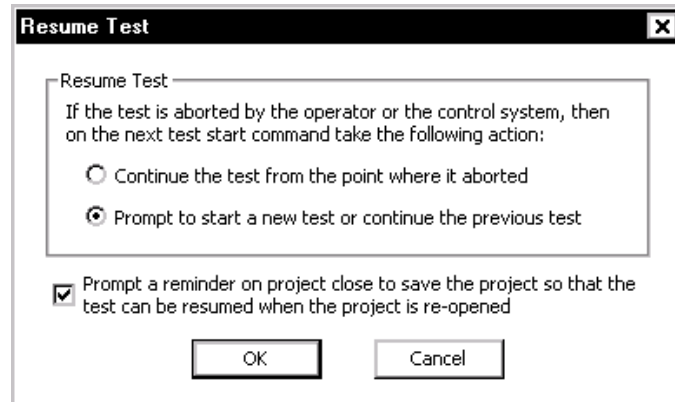 Resume Test
Resume Test
If the test is aborted by the operator or the control system, then
on the next test start command take the following action:
Continue the test from the point where it aborted
Prompt to start a new test or continue the previous test
Prompt a reminder on project close to save the project so that the
test can be resumed when the project is re-opened
OK
Cancel